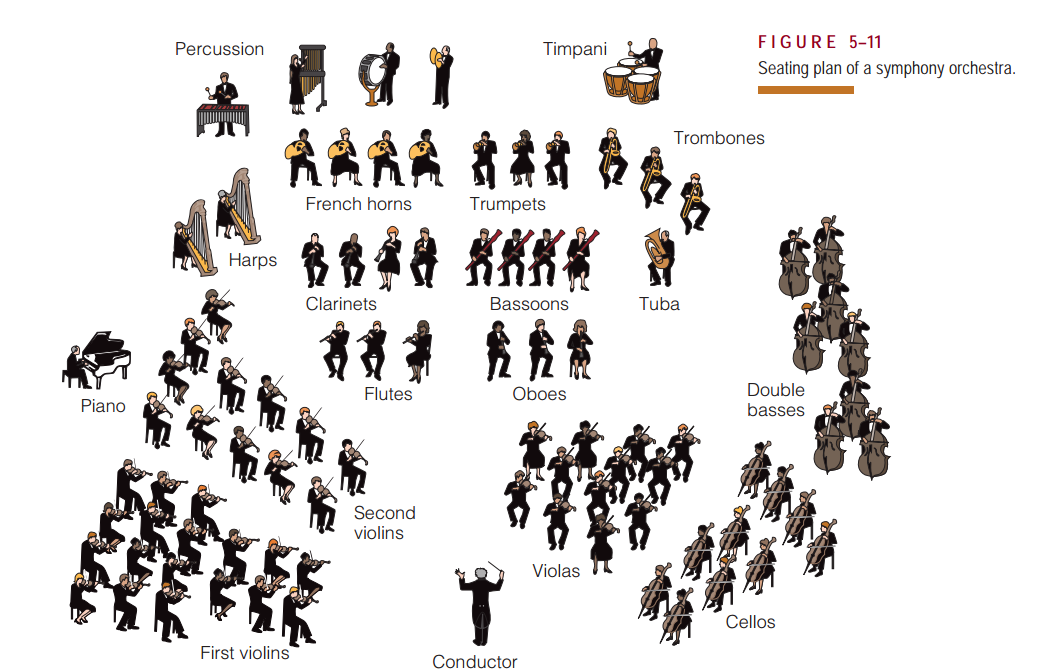 Percussion
Timpani
FIGURE 5–11
Seating plan of a symphony orchestra.
Trombones
French horns
Trumpets
Harps
Clarinets
Bassoons
Tuba
Piano
Flutes
Oboes
Double
basses
Second
violins
Violas
Cellos
First violins
Conductor